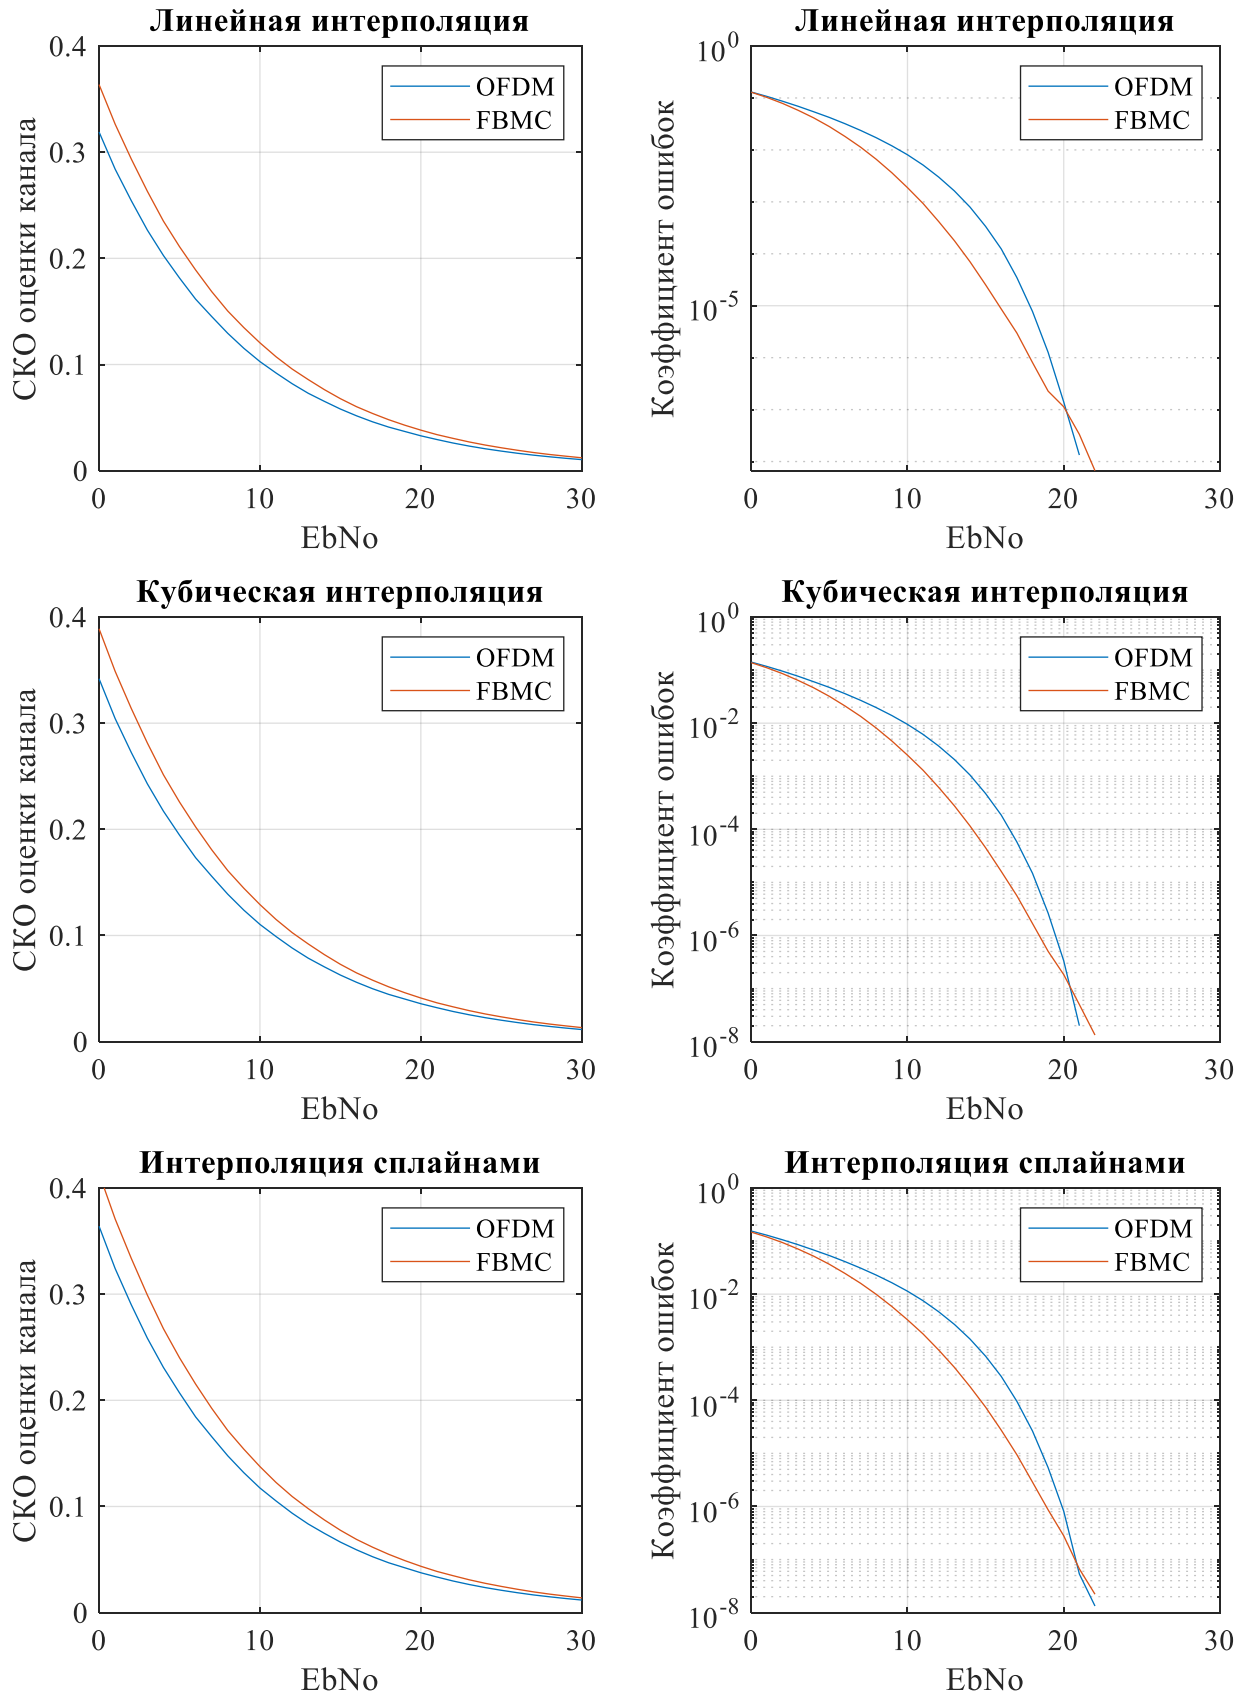 Линейная интерполяция
СКО оценки канала
0.4
0.3
0.2
0.1
0
0 10 20 30
EbNo
OFDM
FBMC
Линейная интерполяция
Коэффициент ошибок
10^0
10^-5
0 10 20 30
EbNo
OFDM
FBMC
Кубическая интерполяция
СКО оценки канала
0.4
0.3
0.2
0.1
0
0 10 20 30
EbNo
OFDM
FBMC
Кубическая интерполяция
Коэффициент ошибок
10^0
10^-2
10^-4
10^-6
10^-8
0 10 20 30
EbNo
OFDM
FBMC
Интерполяция сплайнами
СКО оценки канала
0.4
0.3
0.2
0.1
0
0 10 20 30
EbNo
OFDM
FBMC
Интерполяция сплайнами
Коэффициент ошибок
10^0
10^-2
10^-4
10^-6
10^-8
0 10 20 30
EbNo
OFDM
FBMC